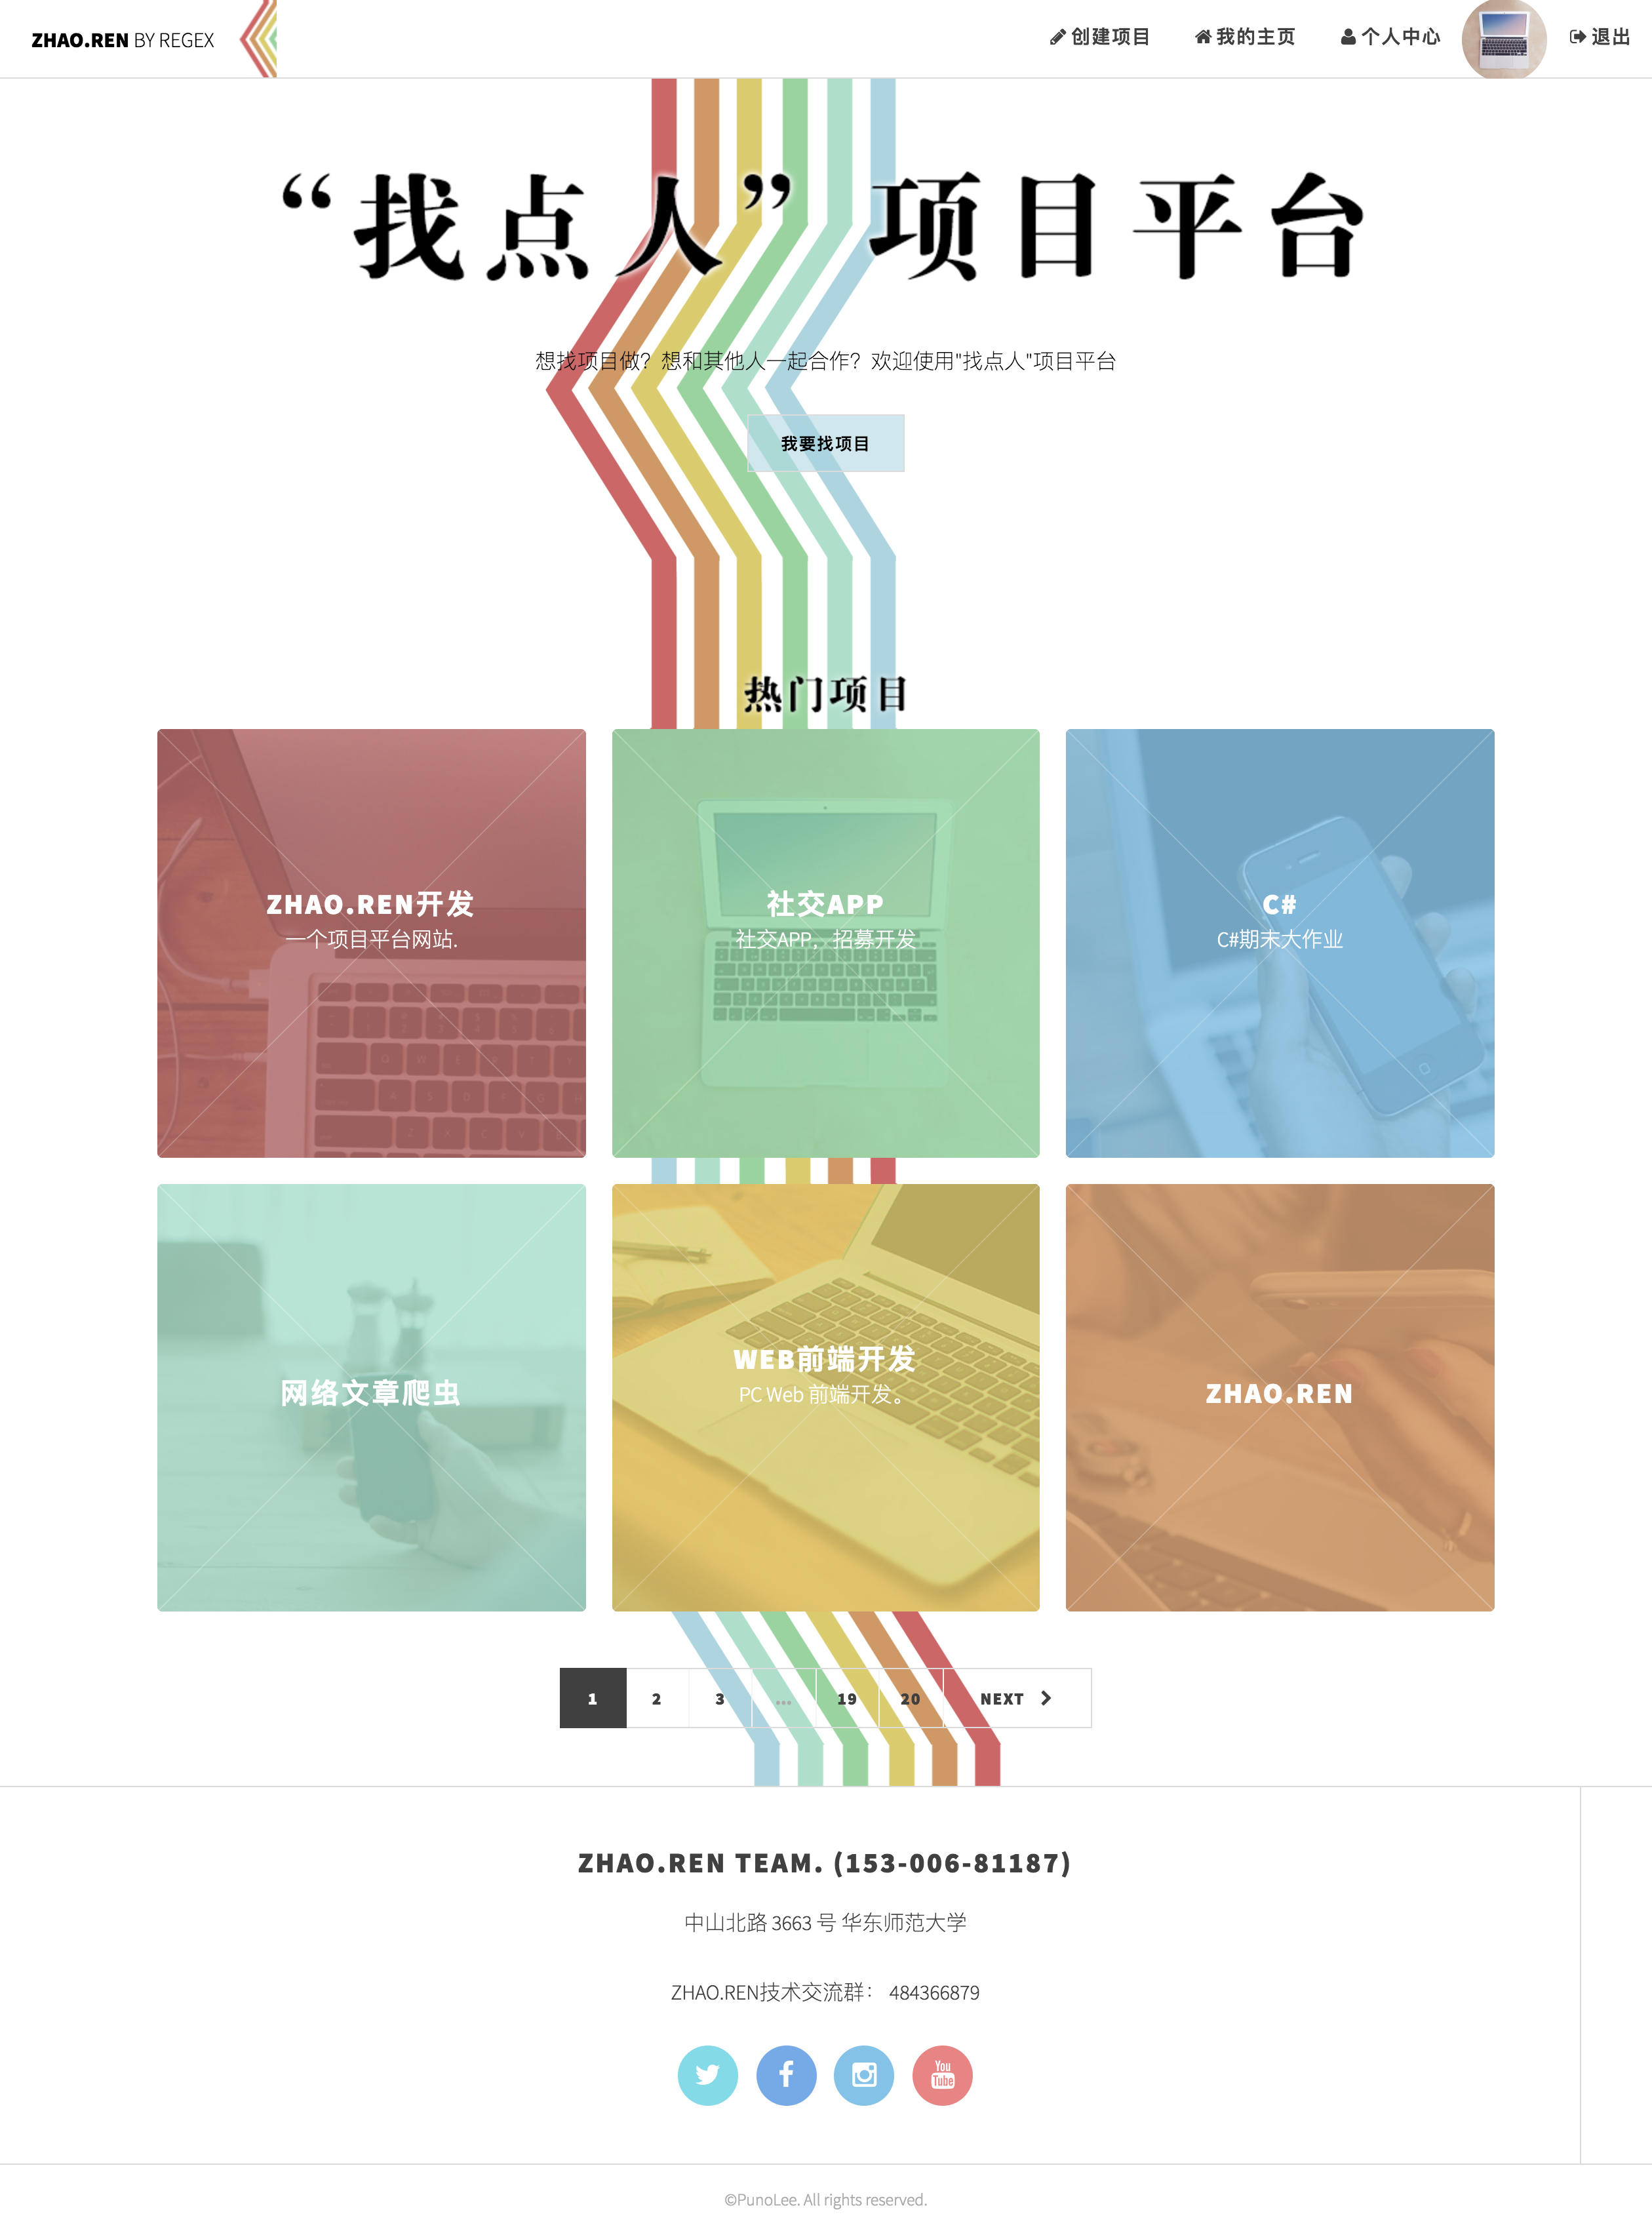 ZHAO.REN BY REGEX
创建项目
我的主页
个人中心
退出
“找点人” 项目平台
想找项目做？想和其他人一起合作？欢迎使用"找点人"项目平台
我要找项目
热门项目
ZHAO.REN开发
一个项目平台网站.
社交APP
社交APP，招募开发
C#
C#期末大作业
网络文章爬虫
WEB前端开发
PC Web 前端开发。
ZHAO.REN
1 2 3 ... 19 20 NEXT
ZHAO.REN TEAM. (153-006-81187)
中山北路 3663 号 华东师范大学
ZHAO.REN技术交流群： 484366879
You
Tube
©PunoLee. All rights reserved.